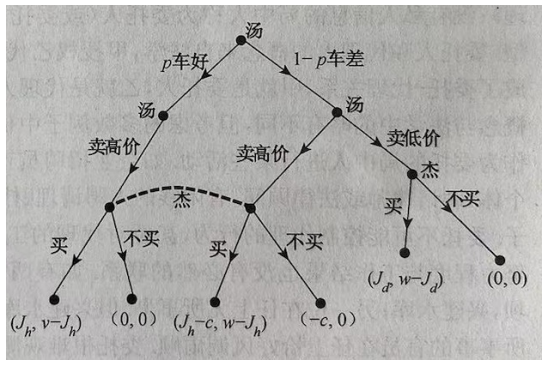 汤
p车好
1−p车差
汤
汤
卖高价
卖高价
卖低价
杰
杰
买
不买
买
不买
买
不买
(J_h, v−J_h)
(0, 0)
(J_h−c, w−J_h)
(−c, 0)
(J_d, w−J_d)
(0, 0)